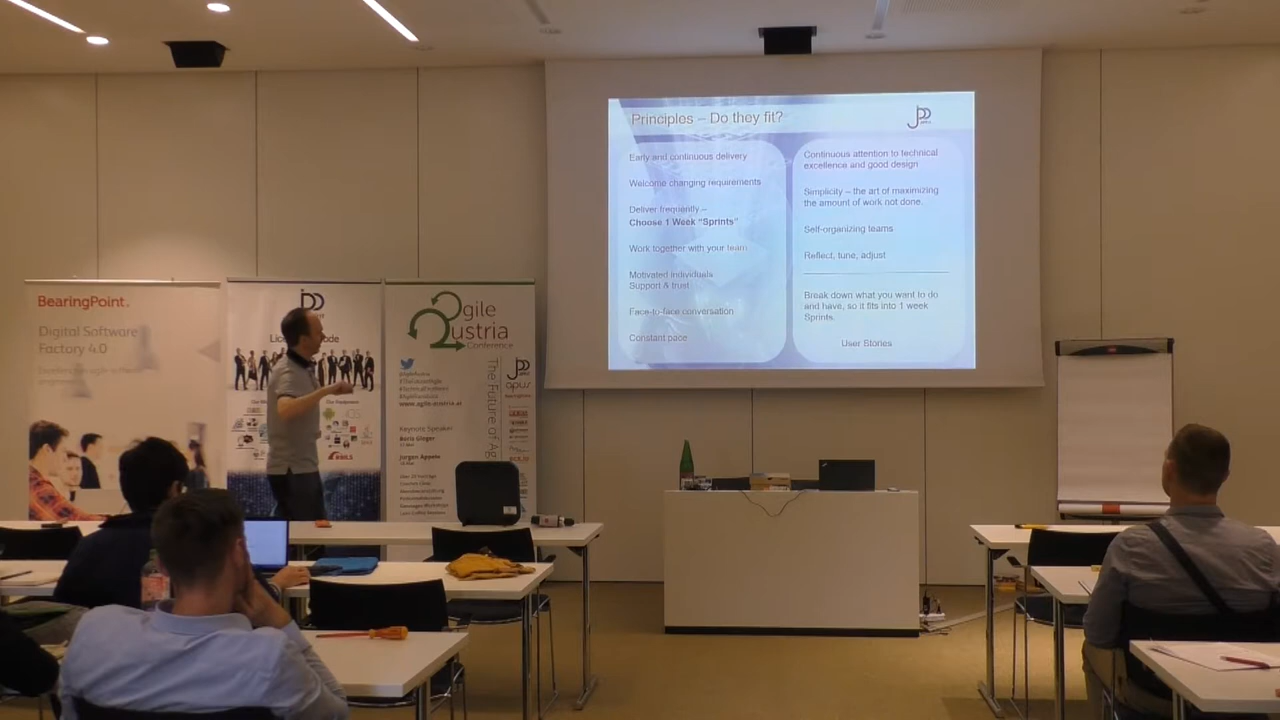 Principles – Do they fit?
Early and continuous delivery
Welcome changing requirements
Deliver frequently –
Choose 1 Week "Sprints"
Work together with your team
Motivated individuals
Support & trust
Face-to-face conversation
Constant pace
Continuous attention to technical
excellence and good design
Simplicity – the art of maximizing
the amount of work not done.
Self-organizing teams
Reflect, tune, adjust
Break down what you want to do
and have, so it fits into 1 week
Sprints.
User Stories
BearingPoint.
Digital Software
Factory 4.0
Agile
Austria
Conference
www.agile-austria.at
Keynote Speaker
Boris Gloger
Jurgen Appelo
The Future of Ag
opus